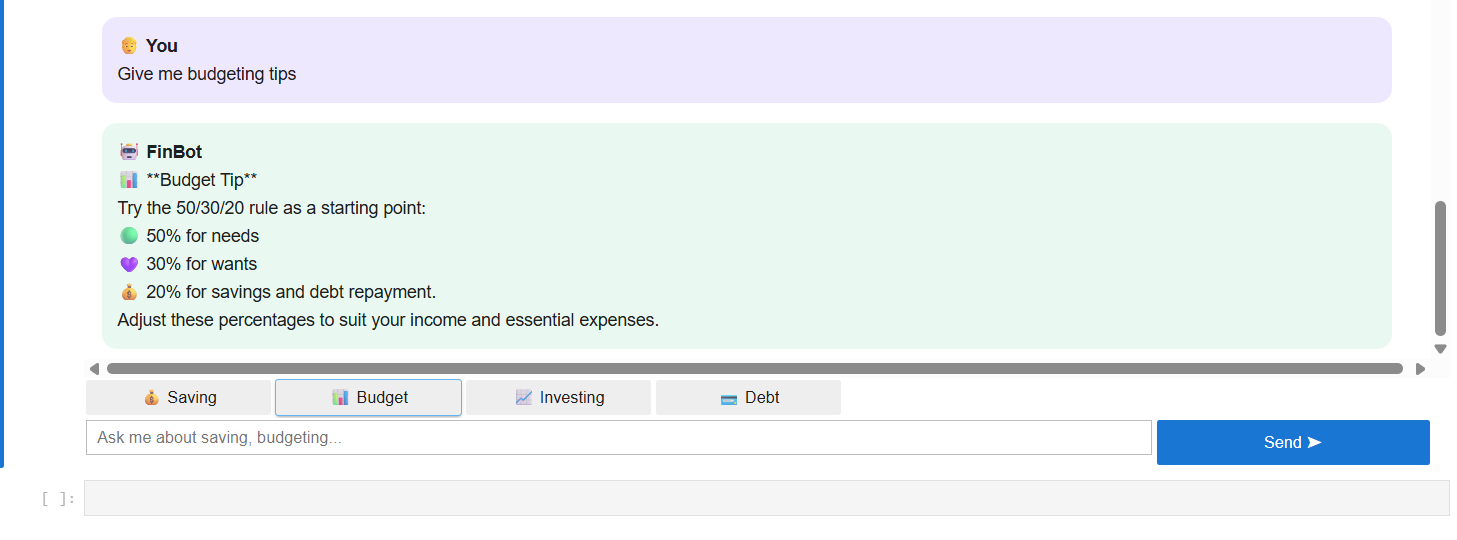 You
Give me budgeting tips
FinBot
**Budget Tip**
Try the 50/30/20 rule as a starting point:
50% for needs
30% for wants
20% for savings and debt repayment.
Adjust these percentages to suit your income and essential expenses.
Saving Budget Investing Debt
Ask me about saving, budgeting...
Send ➤
[ ]: